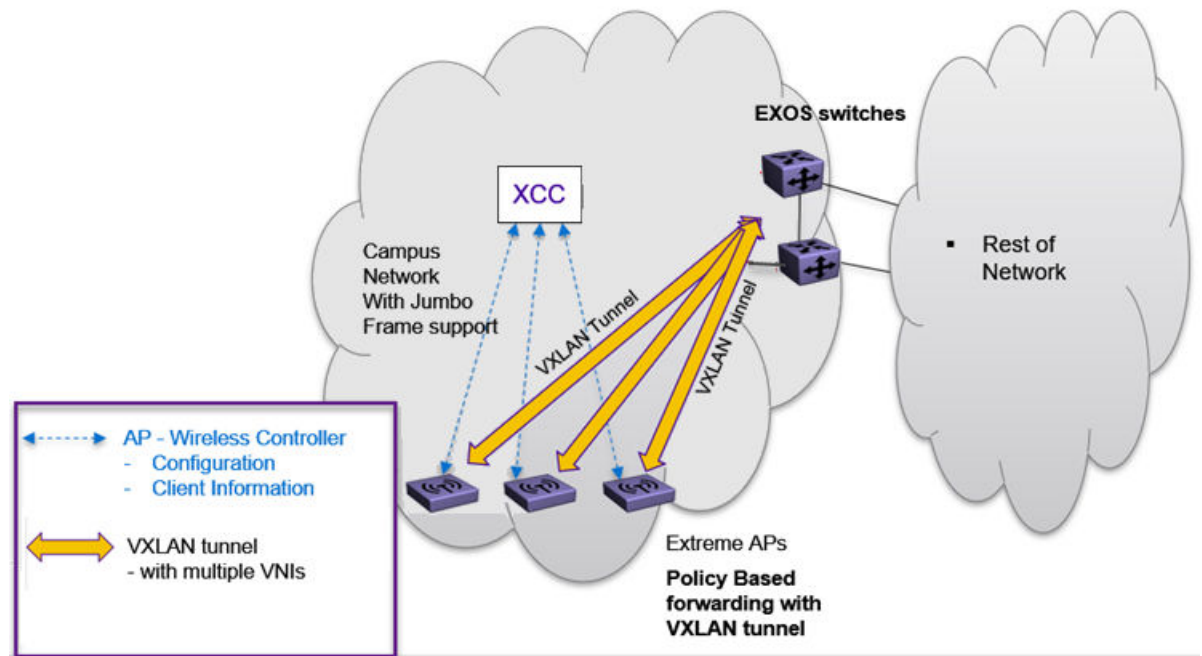 EXOS switches
XCC
Campus
Network
With Jumbo
Frame support
VXLAN Tunnel
VXLAN Tunnel
▪ Rest of
Network
AP - Wireless Controller
- Configuration
- Client Information
VXLAN tunnel
- with multiple VNIs
Extreme APs
Policy Based
forwarding with
VXLAN tunnel